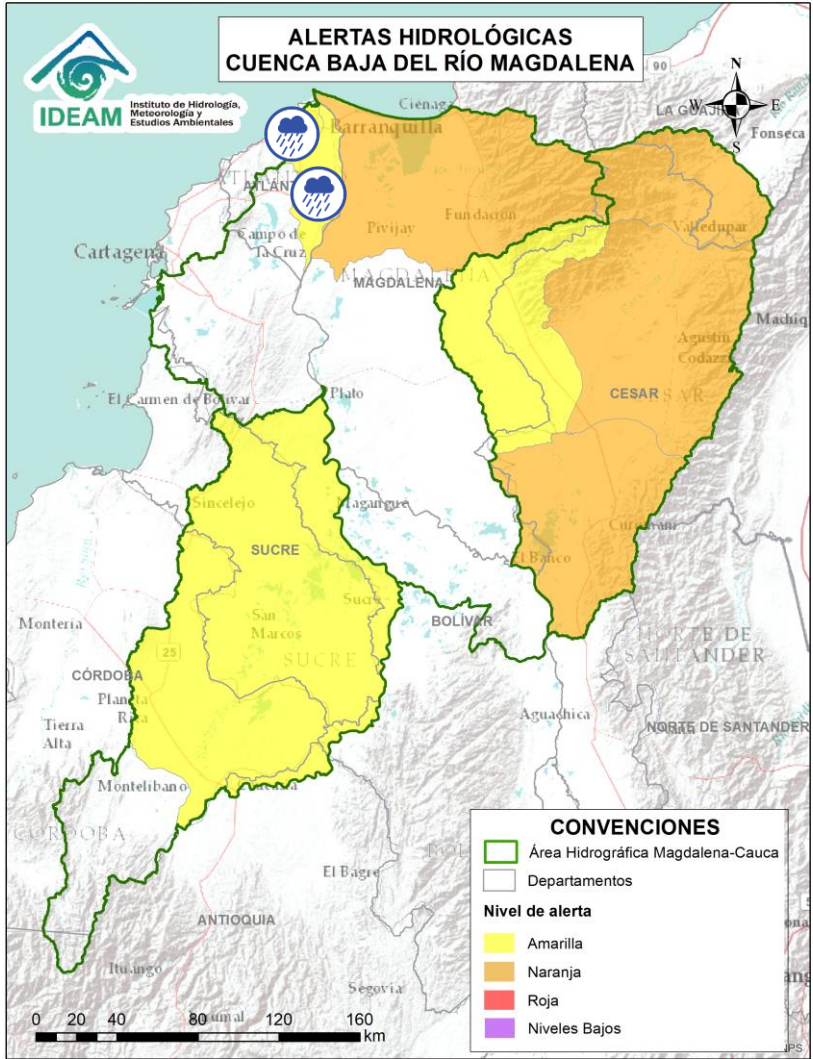 ALERTAS HIDROLÓGICAS
CUENCA BAJA DEL RÍO MAGDALENA
IDEAM
Instituto de Hidrología,
Meteorología y
Estudios Ambientales
N
W
E
S
90
LA GUAJI
Fonseca
Ciénaga
Barranquilla
ATLÁNT
Campo de
la Cruz
Cartagena
Pivijay
Fundación
Valledupar
MAGDALENA
MAGDALENA
Machiq
Agustín
Codazzi
CESAR
El Carmen de Bolívar
Plato
Sincelejo
Magangué
SUCRE
El Banco
Sucre
San
Marcos
SUCRE
BOLÍVAR
Montería
25
CÓRDOBA
Planeta
Rica
Tierra
Alta
NORTE DE
SANTANDER
Aguachica
NORTE DE SANTANDER
Montelíbano
CÓRDOBA
El Bagre
ANTIOQUIA
Ituango
Segovia
CONVENCIONES
Área Hidrográfica Magdalena-Cauca
Departamentos
Nivel de alerta
Amarilla
Naranja
Roja
Niveles Bajos
0 20 40 80 120 160
km